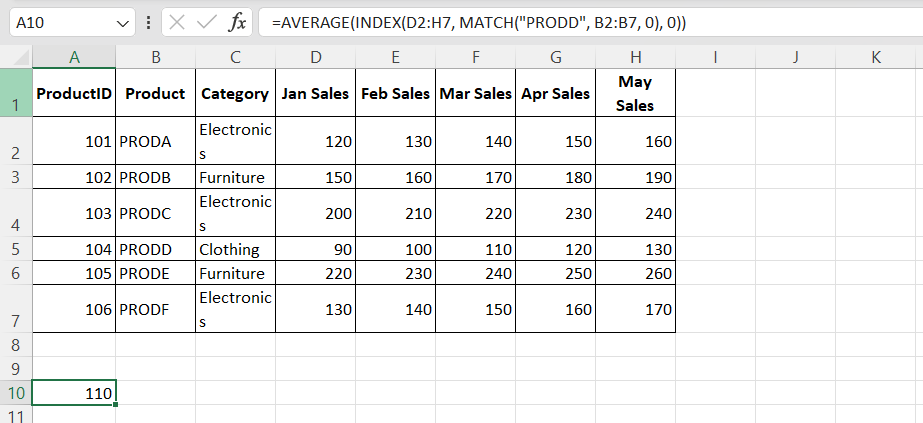 A10 fx =AVERAGE(INDEX(D2:H7, MATCH("PRODD", B2:B7, 0), 0))
A B C D E F G H I J K
1 ProductID Product Category Jan Sales Feb Sales Mar Sales Apr Sales May
Sales
2 101 PRODA Electronic
s 120 130 140 150 160
3 102 PRODB Furniture 150 160 170 180 190
4 103 PRODC Electronic
s 200 210 220 230 240
5 104 PRODD Clothing 90 100 110 120 130
6 105 PRODE Furniture 220 230 240 250 260
7 106 PRODF Electronic
s 130 140 150 160 170
8
9
10 110
11